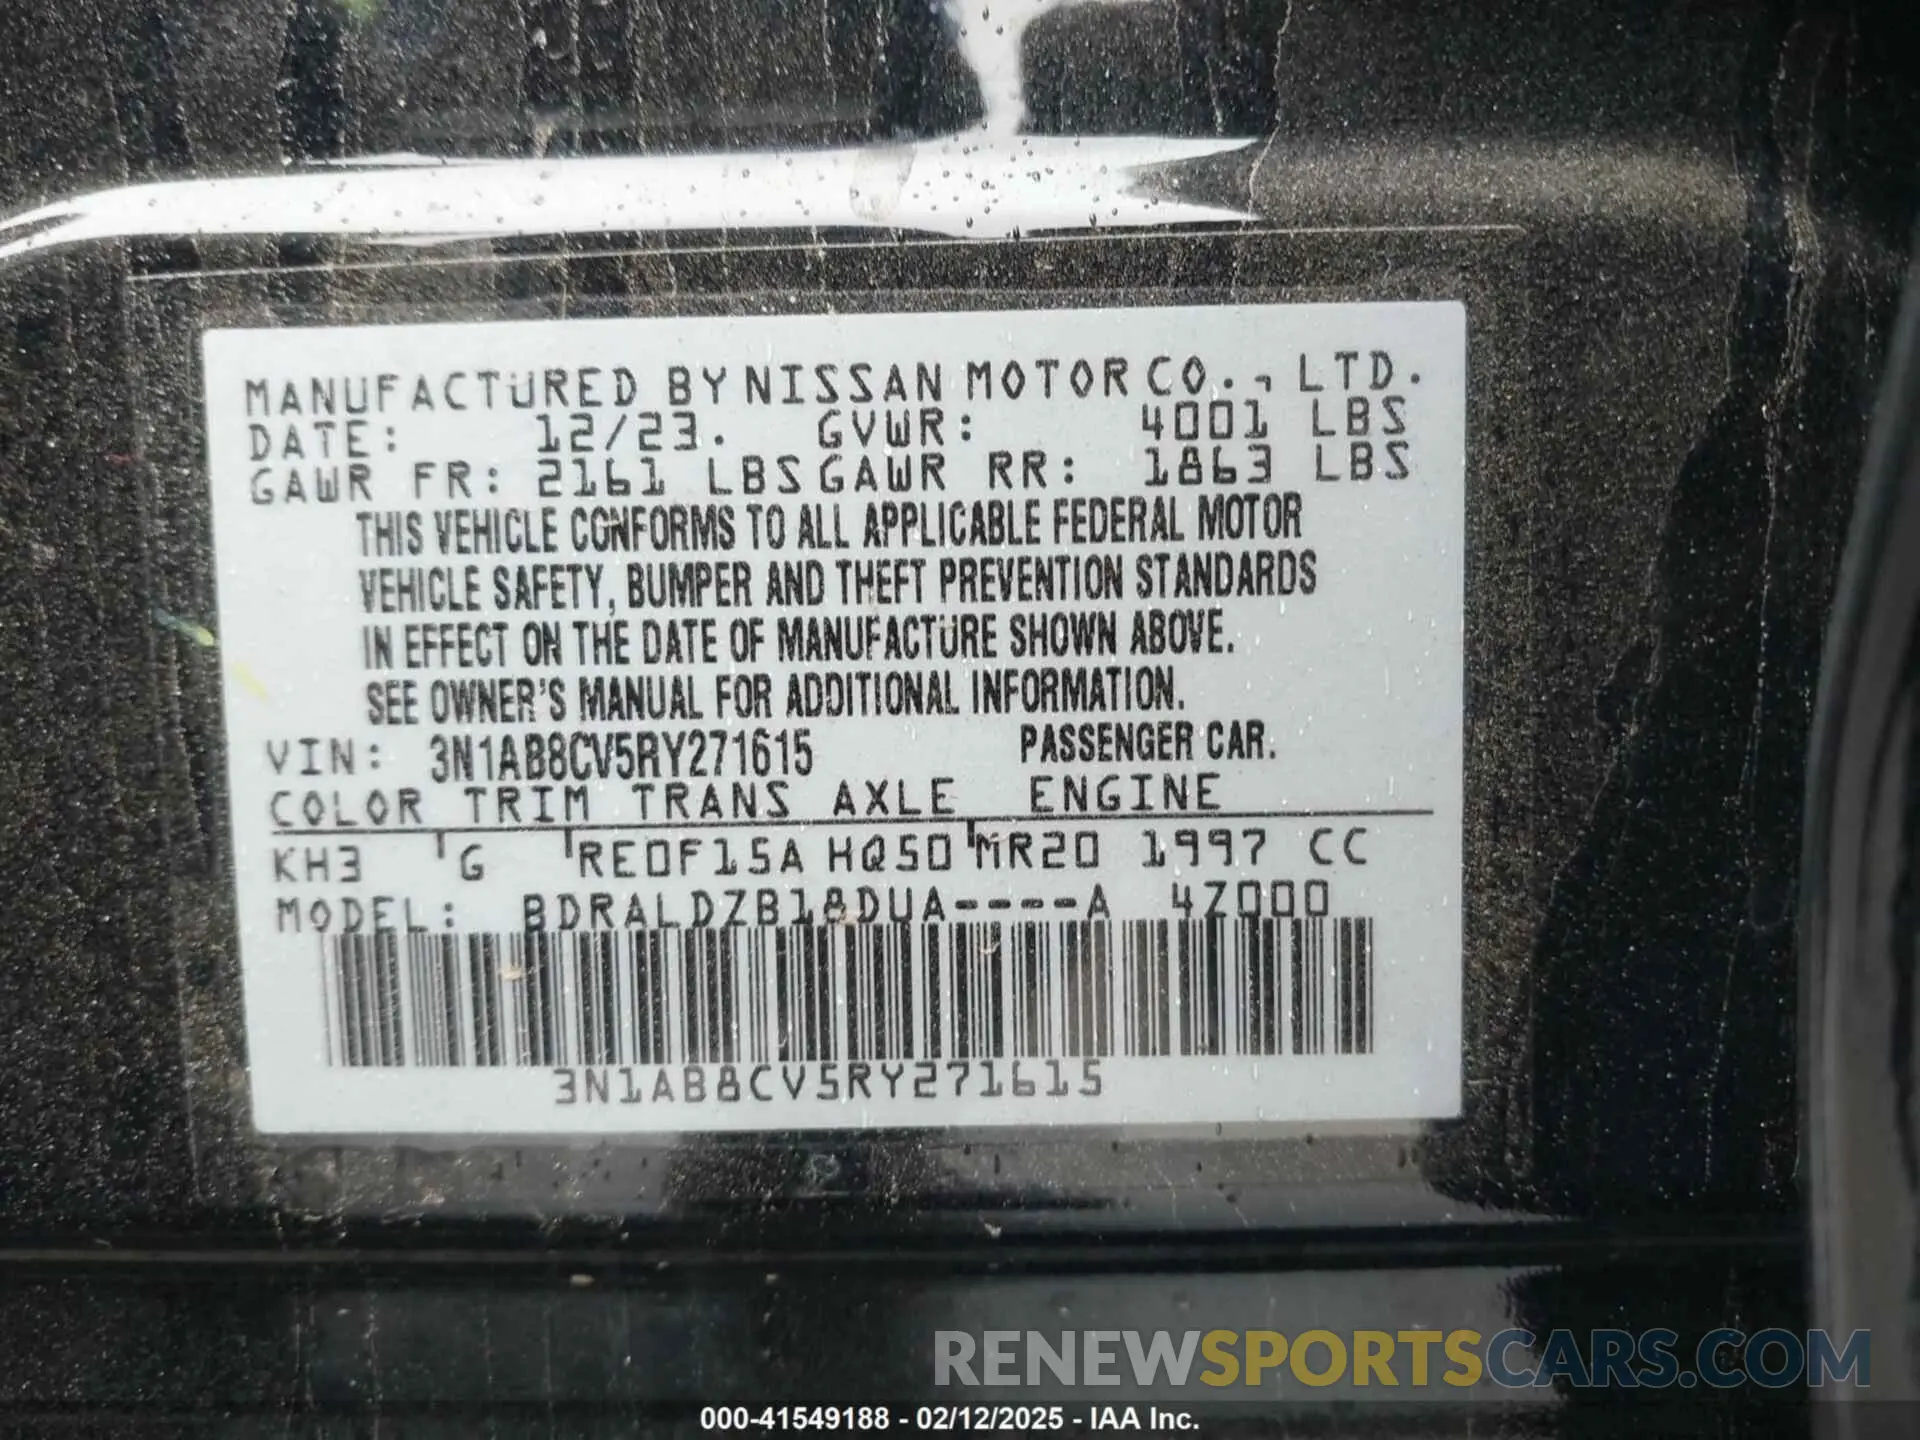 MANUFACTURED BY NISSAN MOTOR CO., LTD.
DATE: 12/23. GVWR: 4001 LBS
GAWR FR: 2161 LBS GAWR RR: 1863 LBS
THIS VEHICLE CONFORMS TO ALL APPLICABLE FEDERAL MOTOR
VEHICLE SAFETY, BUMPER AND THEFT PREVENTION STANDARDS
IN EFFECT ON THE DATE OF MANUFACTURE SHOWN ABOVE.
SEE OWNER'S MANUAL FOR ADDITIONAL INFORMATION.
VIN: 3N1AB8CV5RY271615 PASSENGER CAR.
COLOR TRIM TRANS AXLE ENGINE
KH3 G RE0F15A HQ50 MR20 1997 CC
MODEL: BDRALDZB18DUA----A 4Z000
3N1AB8CV5RY271615
RENEWSPORTSCARS.COM
000-41549188 - 02/12/2025 - IAA Inc.